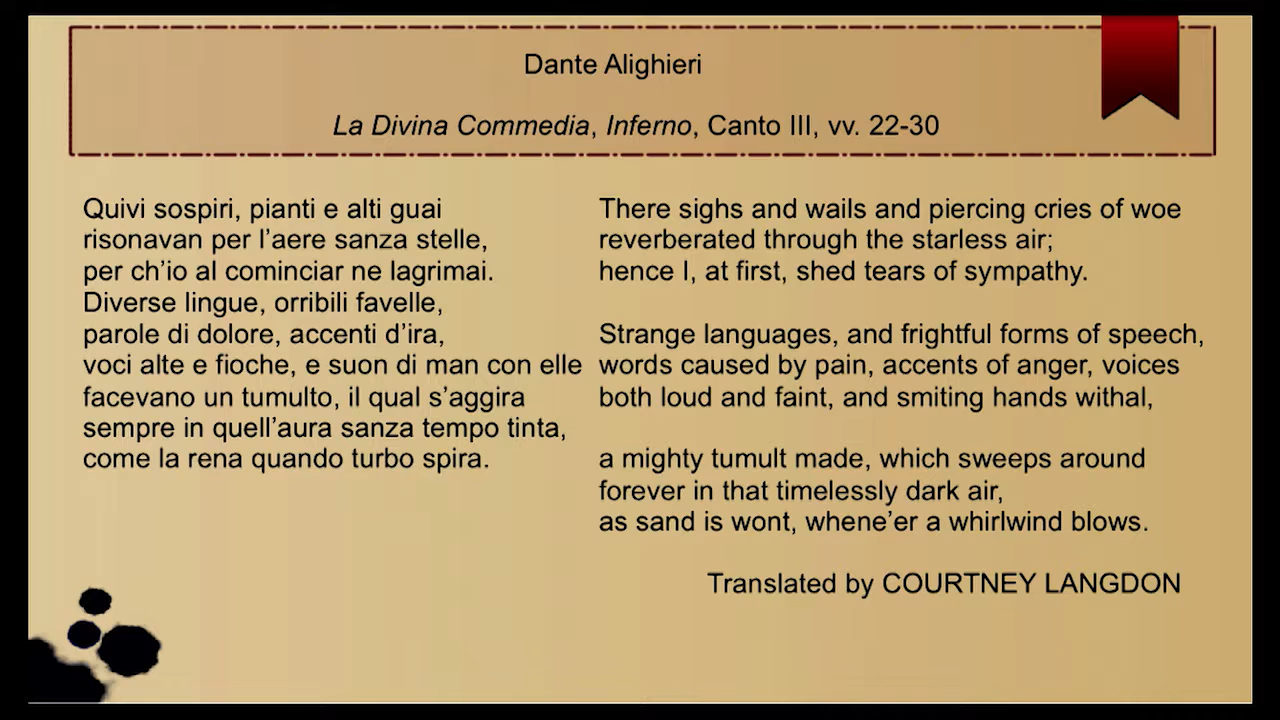 Dante Alighieri
La Divina Commedia, Inferno, Canto III, vv. 22-30
Quivi sospiri, pianti e alti guai
risonavan per l’aere sanza stelle,
per ch’io al cominciar ne lagrimai.
Diverse lingue, orribili favelle,
parole di dolore, accenti d’ira,
voci alte e fioche, e suon di man con elle
facevano un tumulto, il qual s’aggira
sempre in quell’aura sanza tempo tinta,
come la rena quando turbo spira.
There sighs and wails and piercing cries of woe
reverberated through the starless air;
hence I, at first, shed tears of sympathy.
Strange languages, and frightful forms of speech,
words caused by pain, accents of anger, voices
both loud and faint, and smiting hands withal,
a mighty tumult made, which sweeps around
forever in that timelessly dark air,
as sand is wont, whene’er a whirlwind blows.
Translated by COURTNEY LANGDON